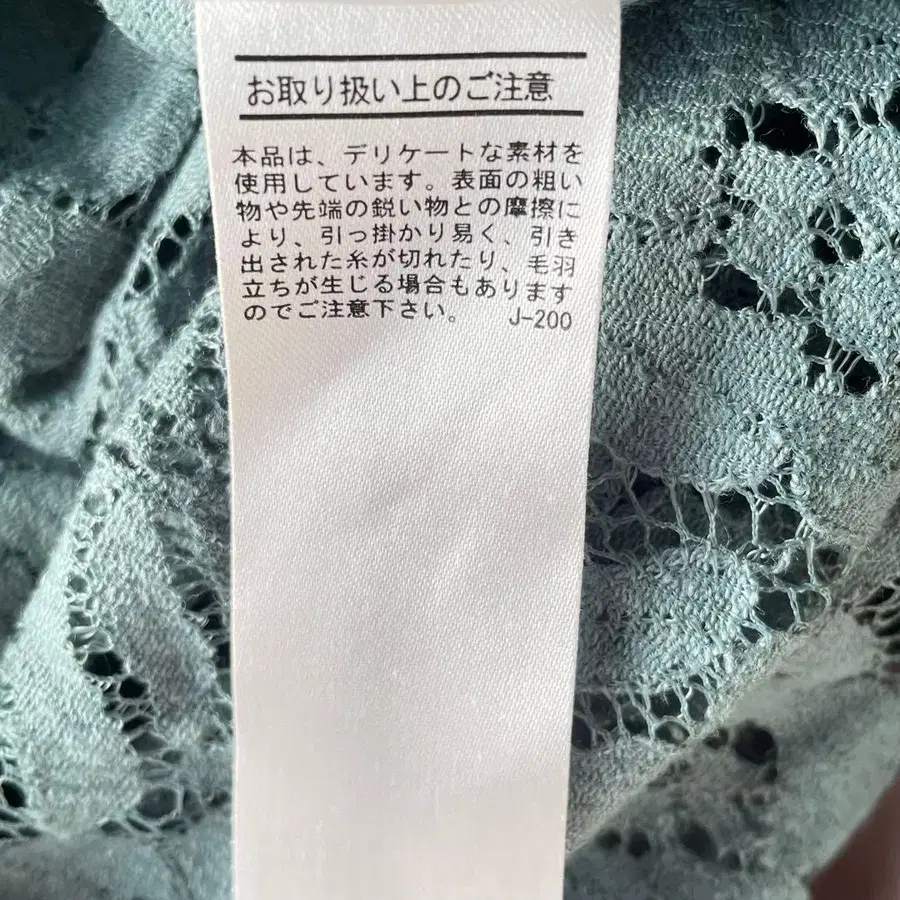 お取り扱い上のご注意
本品は、デリケートな素材を
使用しています。表面の粗い
物や先端の鋭い物との摩擦に
より、引っ掛かり易く、引き
出された糸が切れたり、毛羽
立ちが生じる場合もあります
のでご注意下さい。 J-200